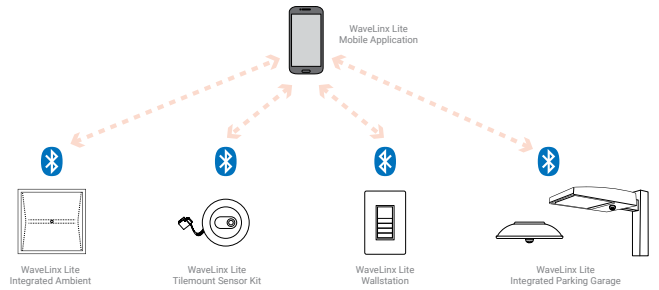 WaveLinx Lite
Mobile Application
WaveLinx Lite
Integrated Ambient
WaveLinx Lite
Tilemount Sensor Kit
WaveLinx Lite
Wallstation
WaveLinx Lite
Integrated Parking Garage